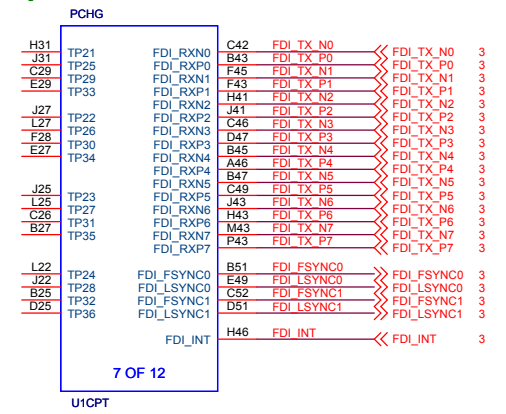 PCHG
H31 TP21 FDI_RXN0 C42 FDI_TX_N0 FDI_TX_N0 3
J31 TP25 FDI_RXP0 B43 FDI_TX_P0 FDI_TX_P0 3
C29 TP29 FDI_RXN1 F45 FDI_TX_N1 FDI_TX_N1 3
E29 TP33 FDI_RXP1 F43 FDI_TX_P1 FDI_TX_P1 3
FDI_RXN2 H41 FDI_TX_N2 FDI_TX_N2 3
J27 TP22 FDI_RXP2 J41 FDI_TX_P2 FDI_TX_P2 3
L27 TP26 FDI_RXN3 C46 FDI_TX_N3 FDI_TX_N3 3
F28 TP30 FDI_RXP3 D47 FDI_TX_P3 FDI_TX_P3 3
E27 TP34 FDI_RXN4 B45 FDI_TX_N4 FDI_TX_N4 3
FDI_RXP4 A46 FDI_TX_P4 FDI_TX_P4 3
FDI_RXN5 B47 FDI_TX_N5 FDI_TX_N5 3
J25 TP23 FDI_RXP5 C49 FDI_TX_P5 FDI_TX_P5 3
L25 TP27 FDI_RXN6 J43 FDI_TX_N6 FDI_TX_N6 3
C26 TP31 FDI_RXP6 H43 FDI_TX_P6 FDI_TX_P6 3
B27 TP35 FDI_RXN7 M43 FDI_TX_N7 FDI_TX_N7 3
FDI_RXP7 P43 FDI_TX_P7 FDI_TX_P7 3
L22 TP24 FDI_FSYNC0 B51 FDI_FSYNC0 FDI_FSYNC0 3
J22 TP28 FDI_LSYNC0 E49 FDI_LSYNC0 FDI_LSYNC0 3
B25 TP32 FDI_FSYNC1 C52 FDI_FSYNC1 FDI_FSYNC1 3
D25 TP36 FDI_LSYNC1 D51 FDI_LSYNC1 FDI_LSYNC1 3
FDI_INT H46 FDI_INT FDI_INT 3
7 OF 12
U1CPT